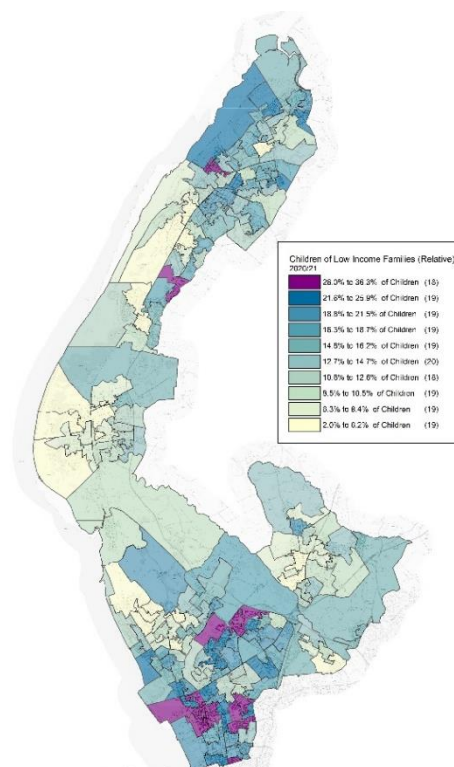 Children of Low Income Families (Relative)
2020/21
26.0% to 36.3% of Children (18)
21.6% to 25.9% of Children (19)
18.8% to 21.5% of Children (19)
16.3% to 18.7% of Children (19)
14.8% to 16.2% of Children (19)
12.7% to 14.7% of Children (20)
10.6% to 12.6% of Children (18)
8.5% to 10.5% of Children (19)
6.3% to 8.4% of Children (19)
2.0% to 6.2% of Children (19)